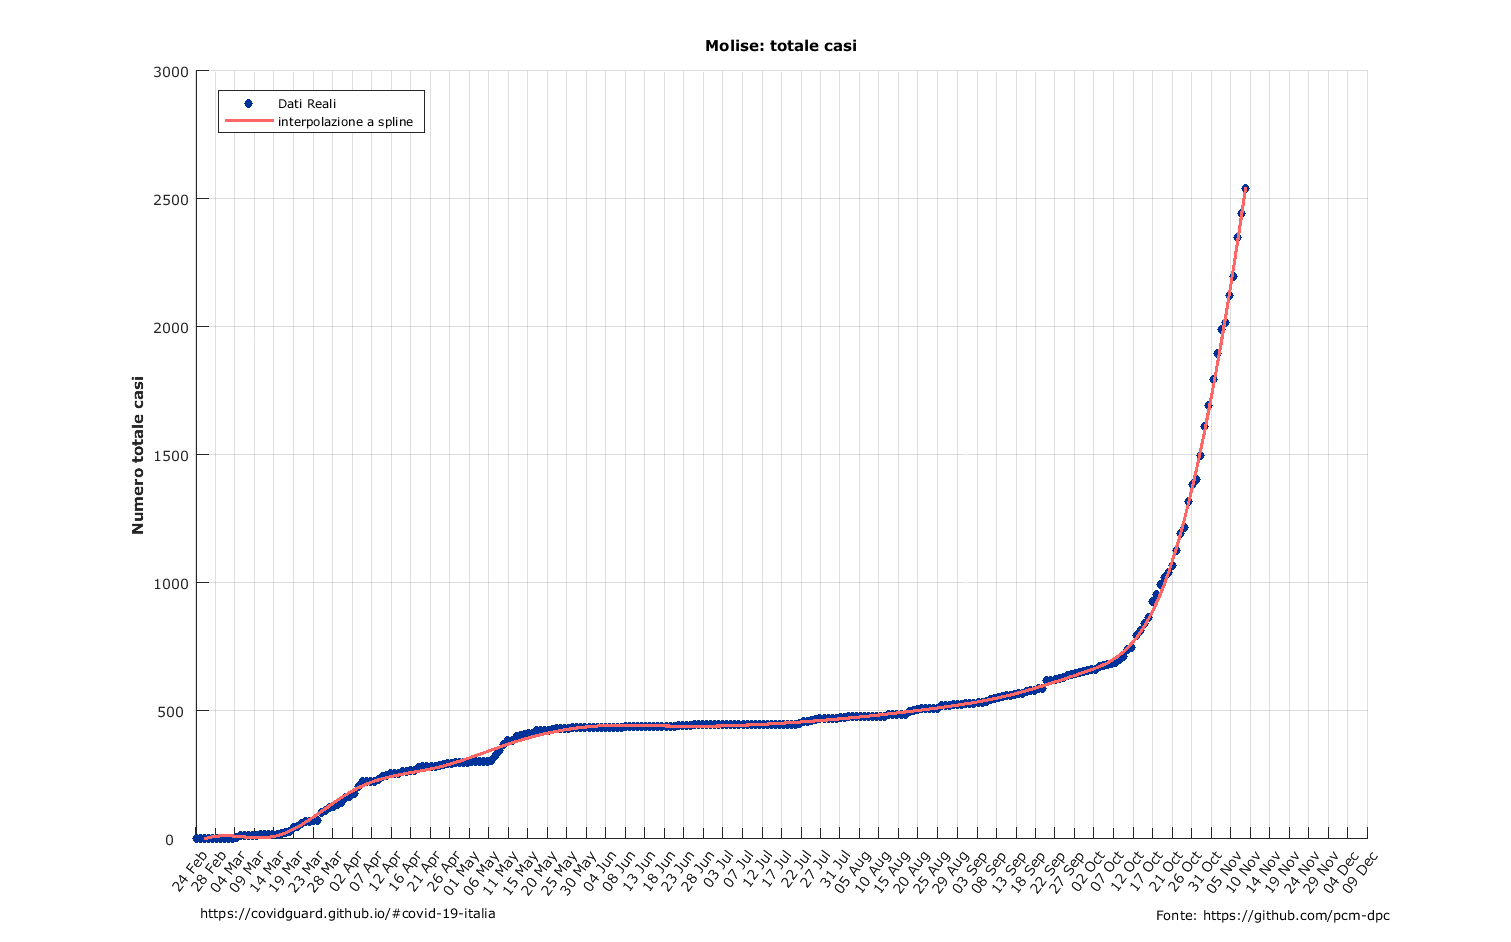 Molise: totale casi
3000
2500
2000
1500
1000
500
0
Numero totale casi
Dati Reali
interpolazione a spline
24 Feb
28 Feb
04 Mar
09 Mar
14 Mar
19 Mar
23 Mar
28 Mar
02 Apr
07 Apr
12 Apr
16 Apr
21 Apr
26 Apr
01 May
06 May
11 May
15 May
20 May
25 May
30 May
04 Jun
08 Jun
13 Jun
18 Jun
23 Jun
28 Jun
03 Jul
07 Jul
12 Jul
17 Jul
22 Jul
27 Jul
31 Jul
05 Aug
10 Aug
15 Aug
20 Aug
25 Aug
29 Aug
03 Sep
08 Sep
13 Sep
18 Sep
22 Sep
27 Sep
02 Oct
07 Oct
12 Oct
17 Oct
21 Oct
26 Oct
31 Oct
05 Nov
10 Nov
14 Nov
19 Nov
24 Nov
29 Nov
04 Dec
09 Dec
https://covidguard.github.io/#covid-19-italia
Fonte: https://github.com/pcm-dpc